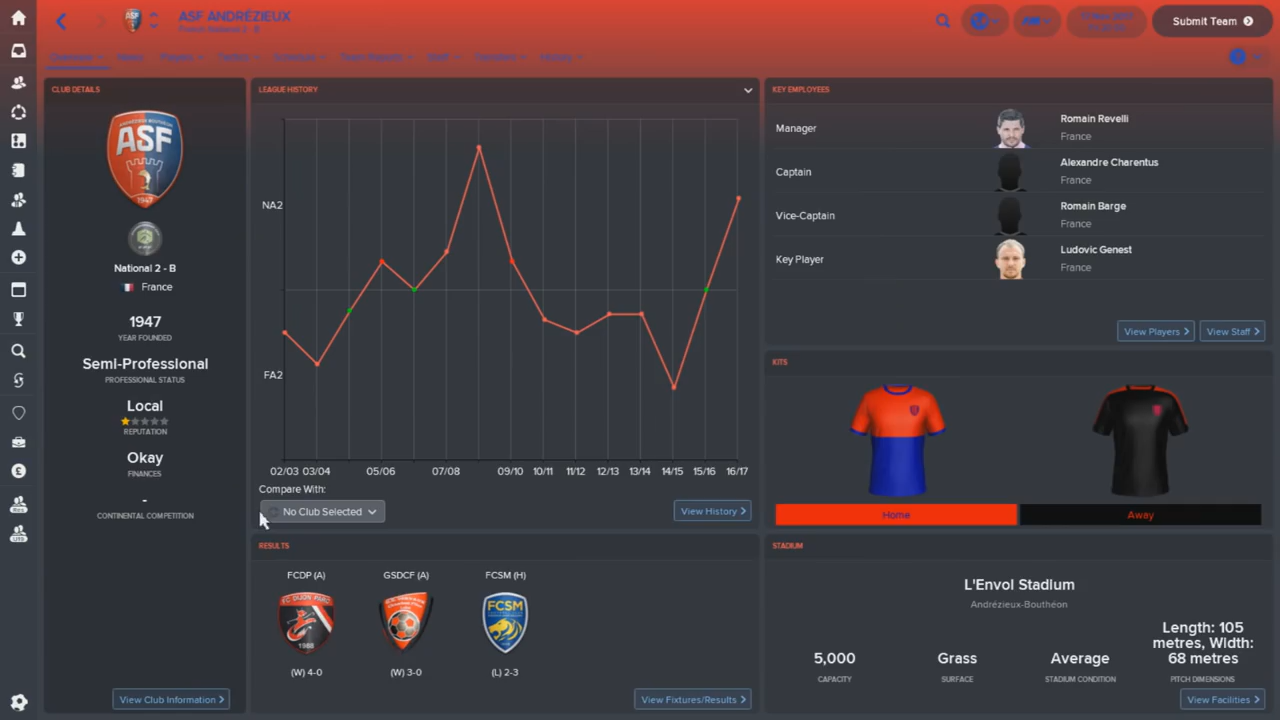 ASF ANDRÉZIEUX
France National 2 - B
Submit Team
CLUB DETAILS
ASF
1947
National 2 - B
France
1947
YEAR FOUNDED
Semi-Professional
PROFESSIONAL STATUS
Local
REPUTATION
Okay
FINANCES
-
CONTINENTAL COMPETITION
View Club Information
LEAGUE HISTORY
NA2
FA2
02/03 03/04 05/06 07/08 09/10 10/11 11/12 12/13 13/14 14/15 15/16 16/17
Compare With:
No Club Selected
View History
RESULTS
FCDP (A) GSDCF (A) FCSM (H)
FCSM
(W) 4-0 (W) 3-0 (L) 2-3
View Fixtures/Results
KEY EMPLOYEES
Manager
Romain Revelli
France
Captain
Alexandre Charentus
France
Vice-Captain
Romain Barge
France
Key Player
Ludovic Genest
France
View Players
View Staff
KITS
Home
Away
STADIUM
L'Envol Stadium
Andrézieux-Bouthéon
5,000
CAPACITY
Grass
SURFACE
Average
STADIUM CONDITION
Length: 105
metres, Width:
68 metres
PITCH DIMENSIONS
View Facilities